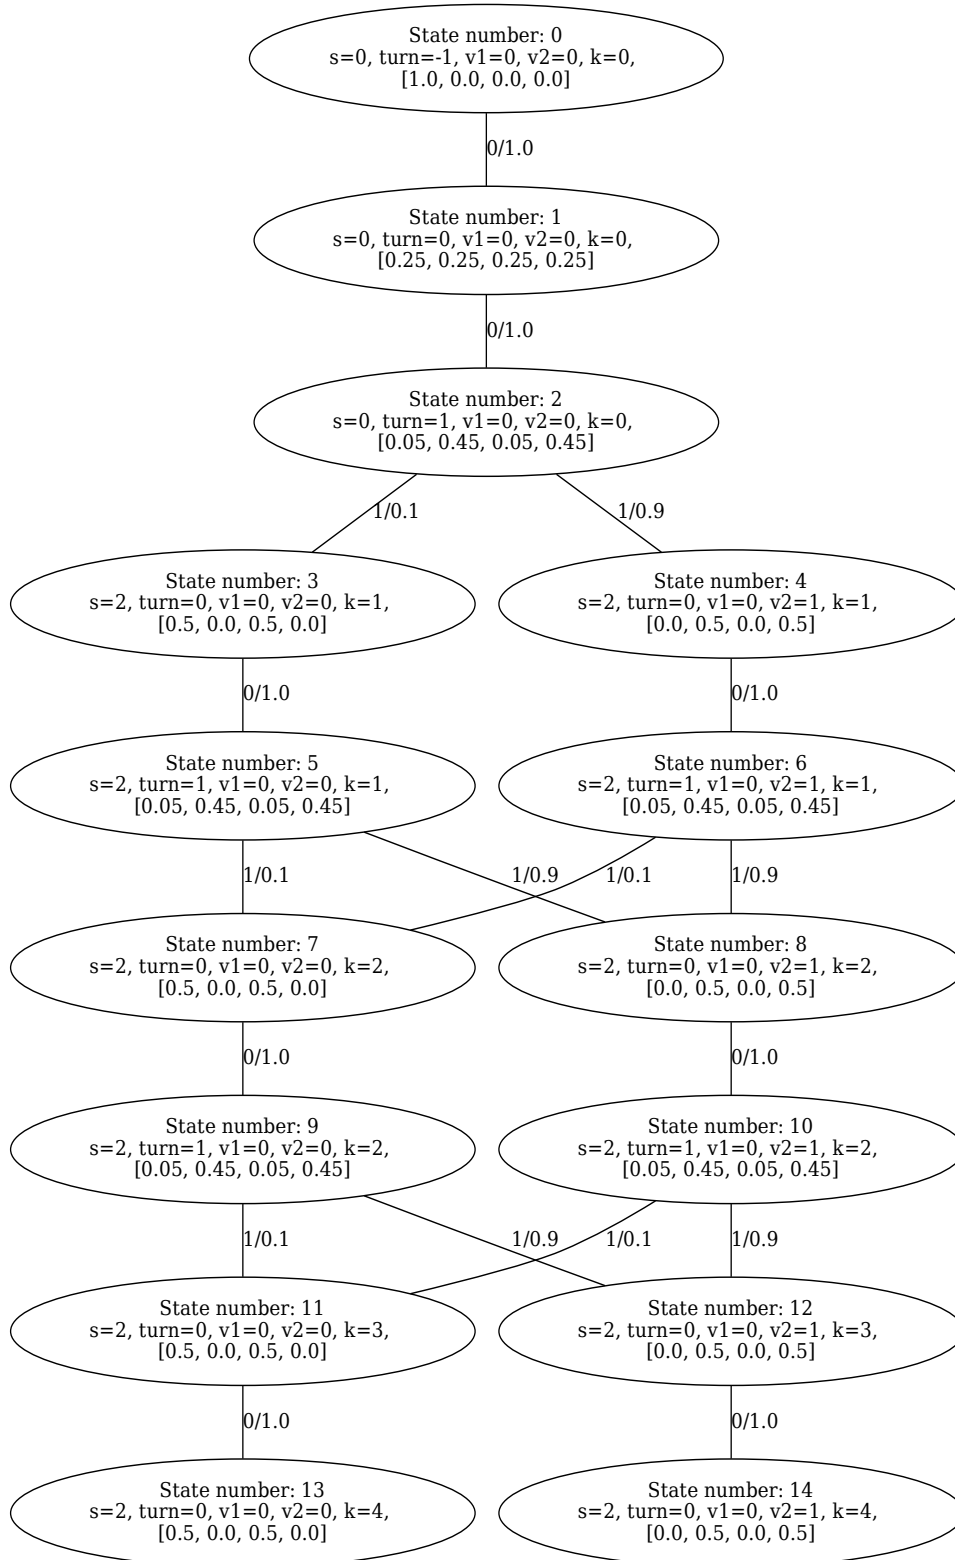 State number: 0
s=0, turn=-1, v1=0, v2=0, k=0,
[1.0, 0.0, 0.0, 0.0]
0/1.0
State number: 1
s=0, turn=0, v1=0, v2=0, k=0,
[0.25, 0.25, 0.25, 0.25]
0/1.0
State number: 2
s=0, turn=1, v1=0, v2=0, k=0,
[0.05, 0.45, 0.05, 0.45]
1/0.1
1/0.9
State number: 3
s=2, turn=0, v1=0, v2=0, k=1,
[0.5, 0.0, 0.5, 0.0]
State number: 4
s=2, turn=0, v1=0, v2=1, k=1,
[0.0, 0.5, 0.0, 0.5]
0/1.0
0/1.0
State number: 5
s=2, turn=1, v1=0, v2=0, k=1,
[0.05, 0.45, 0.05, 0.45]
State number: 6
s=2, turn=1, v1=0, v2=1, k=1,
[0.05, 0.45, 0.05, 0.45]
1/0.1
1/0.9
1/0.1
1/0.9
State number: 7
s=2, turn=0, v1=0, v2=0, k=2,
[0.5, 0.0, 0.5, 0.0]
State number: 8
s=2, turn=0, v1=0, v2=1, k=2,
[0.0, 0.5, 0.0, 0.5]
0/1.0
0/1.0
State number: 9
s=2, turn=1, v1=0, v2=0, k=2,
[0.05, 0.45, 0.05, 0.45]
State number: 10
s=2, turn=1, v1=0, v2=1, k=2,
[0.05, 0.45, 0.05, 0.45]
1/0.1
1/0.9
1/0.1
1/0.9
State number: 11
s=2, turn=0, v1=0, v2=0, k=3,
[0.5, 0.0, 0.5, 0.0]
State number: 12
s=2, turn=0, v1=0, v2=1, k=3,
[0.0, 0.5, 0.0, 0.5]
0/1.0
0/1.0
State number: 13
s=2, turn=0, v1=0, v2=0, k=4,
[0.5, 0.0, 0.5, 0.0]
State number: 14
s=2, turn=0, v1=0, v2=1, k=4,
[0.0, 0.5, 0.0, 0.5]